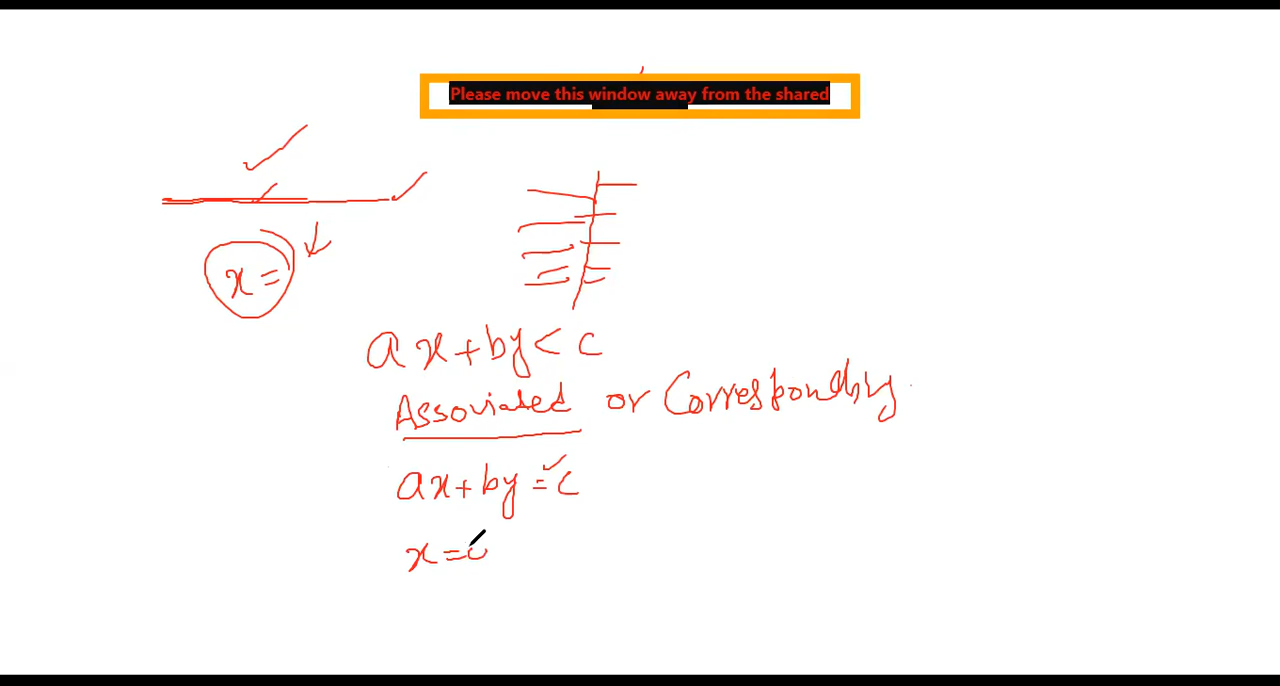 Please move this window away from the shared
x =
ax + by < c
Associated or Corresponding
ax + by = c
x =